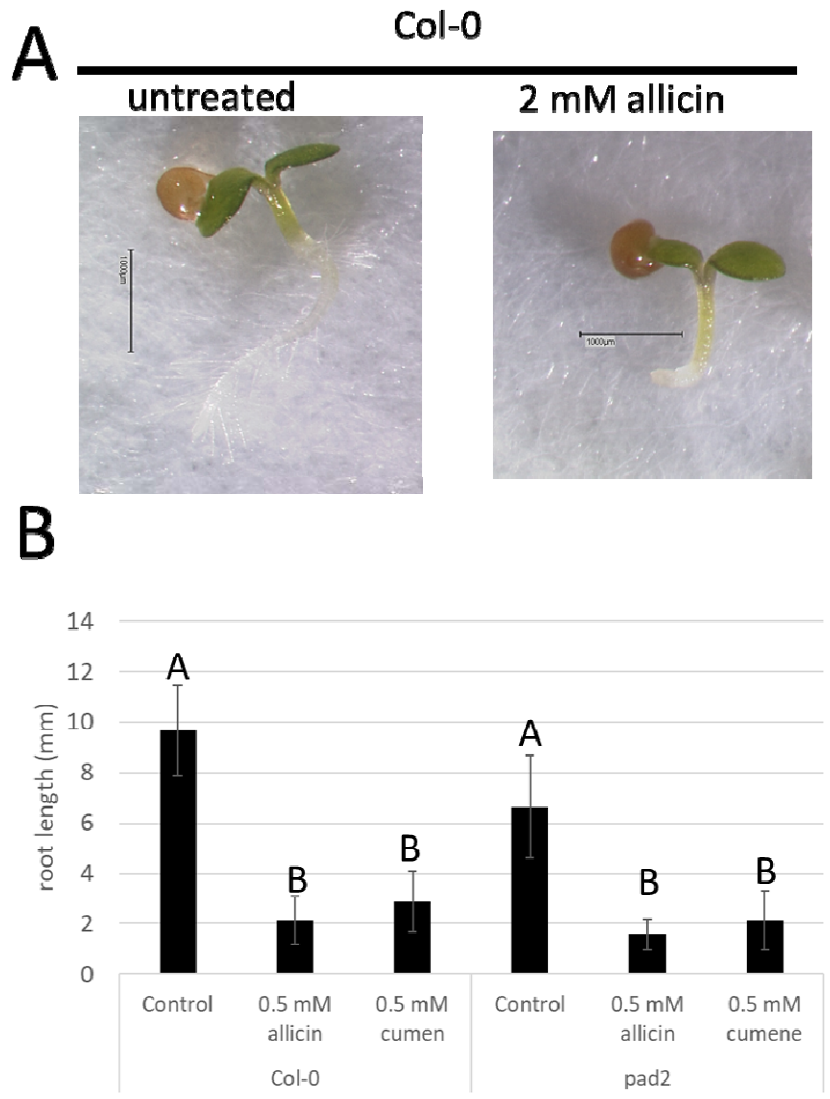 A
Col-0
untreated
2 mM allicin
1000µm
1000µm
B
14
12
10
8
6
4
2
0
root length (mm)
A
B
B
A
B
B
Control
0.5 mM
allicin
0.5 mM
cumen
Control
0.5 mM
allicin
0.5 mM
cumene
Col-0
pad2